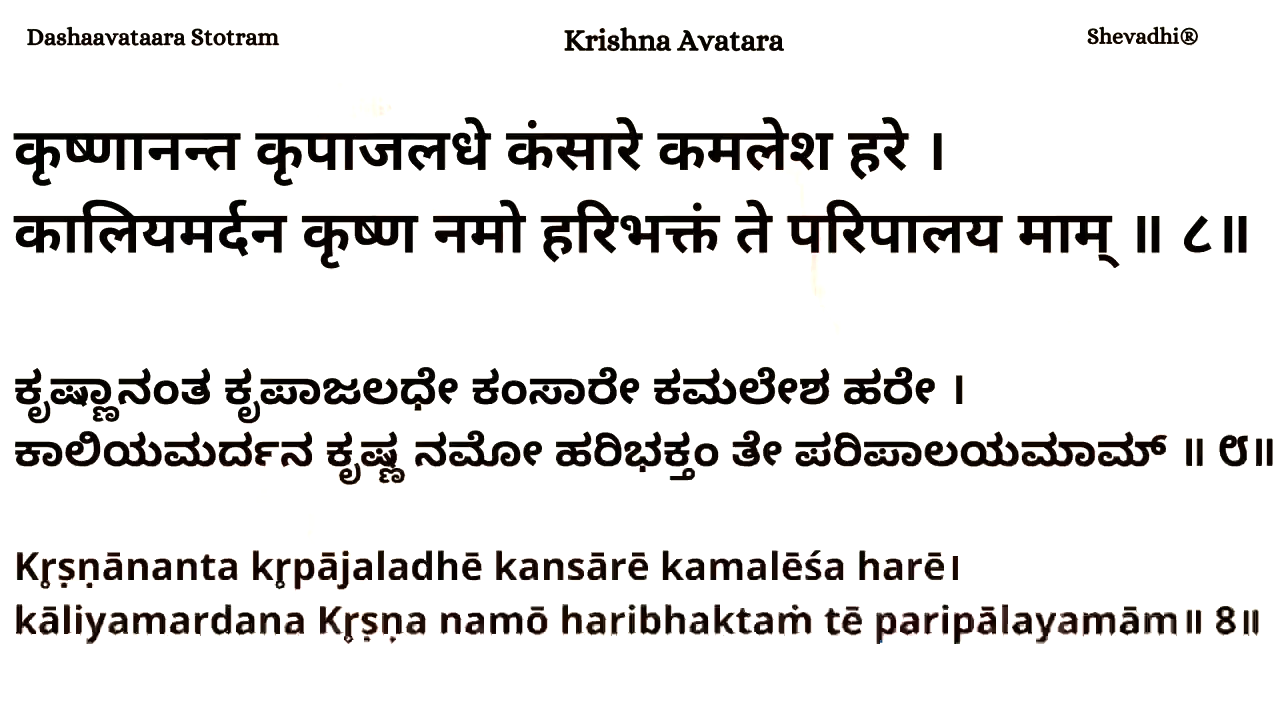 Dashaavataara Stotram
Krishna Avatara
Shevadhi®
कृष्णानन्त कृपाजलधे कंसारे कमलेश हरे ।
कालियमर्दन कृष्ण नमो हरिभक्तं ते परिपालय माम् ॥ ८॥
ಕೃಷ್ಣಾನಂತ ಕೃಪಾಜಲಧೇ ಕಂಸಾರೇ ಕಮಲೇಶ ಹರೇ ।
ಕಾಲಿಯಮರ್ದನ ಕೃಷ್ಣ ನಮೋ ಹರಿಭಕ್ತಂ ತೇ ಪರಿಪಾಲಯಮಾಮ್ ॥ ೮॥
Kr̥ṣṇānanta kr̥pājaladhē kansārē kamalēśa harē।
kāliyamardana Kr̥ṣṇa namō haribhaktaṁ tē paripālayamām॥ 8॥